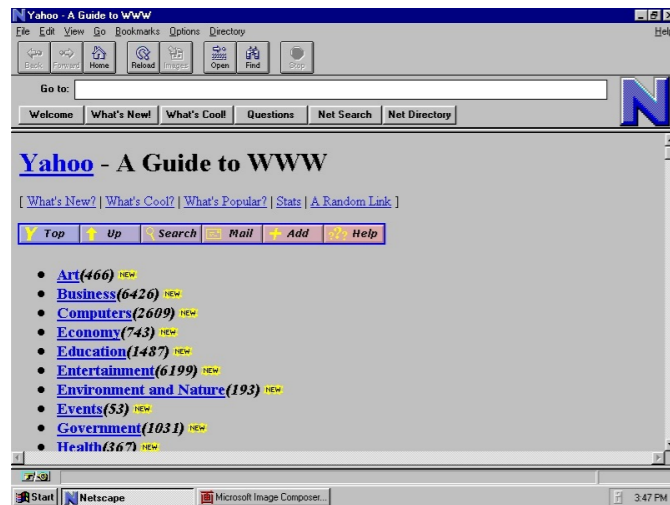 Yahoo - A Guide to WWW
File Edit View Go Bookmarks Options Directory Help
Back Forward Home Reload Images Open Find Stop
Go to:
Welcome What's New! What's Cool! Questions Net Search Net Directory
N
Yahoo - A Guide to WWW
[ What's New? | What's Cool? | What's Popular? | Stats | A Random Link ]
Y Top Up Search Mail + Add ??? Help
Art(466) NEW
Business(6426) NEW
Computers(2609) NEW
Economy(743) NEW
Education(1487) NEW
Entertainment(6199) NEW
Environment and Nature(193) NEW
Events(53) NEW
Government(1031) NEW
Health(367) NEW
Start Netscape Microsoft Image Composer... 3:47 PM